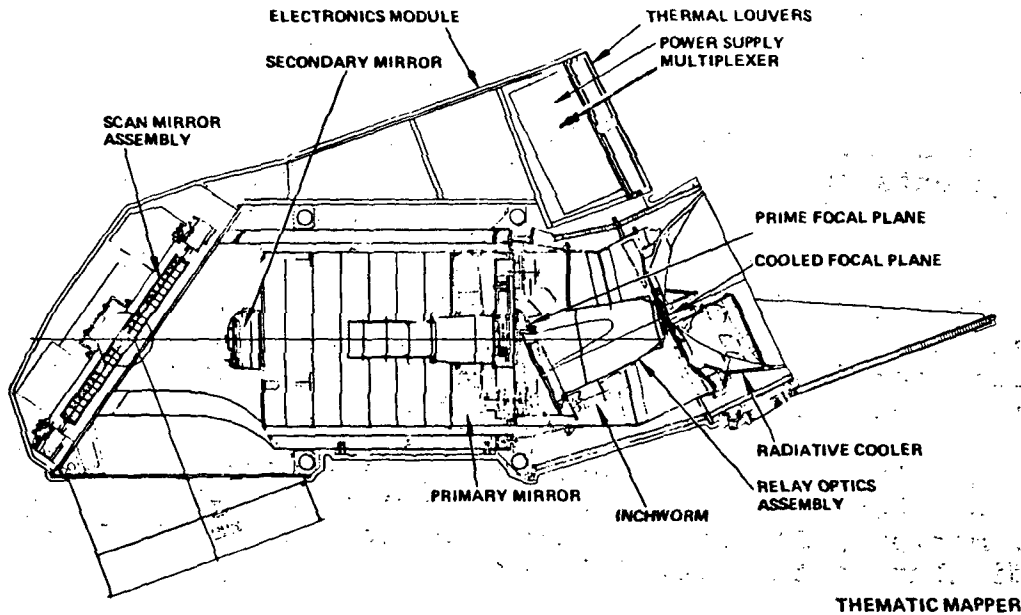 ELECTRONICS MODULE
THERMAL LOUVERS
POWER SUPPLY
MULTIPLEXER
SECONDARY MIRROR
SCAN MIRROR
ASSEMBLY
PRIME FOCAL PLANE
COOLED FOCAL PLANE
RADIATIVE COOLER
RELAY OPTICS
ASSEMBLY
PRIMARY MIRROR
INCHWORM
THEMATIC MAPPER